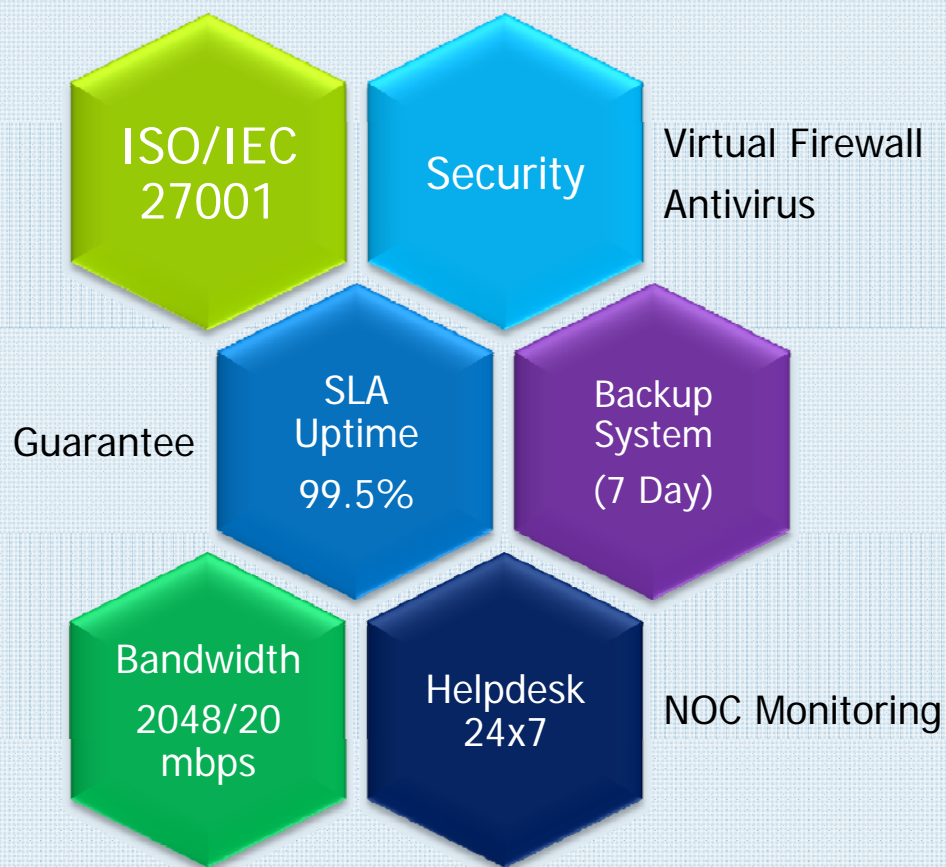 ISO/IEC
27001
Security
Virtual Firewall
Antivirus
Guarantee
SLA
Uptime
99.5%
Backup
System
(7 Day)
Bandwidth
2048/20
mbps
Helpdesk
24x7
NOC Monitoring